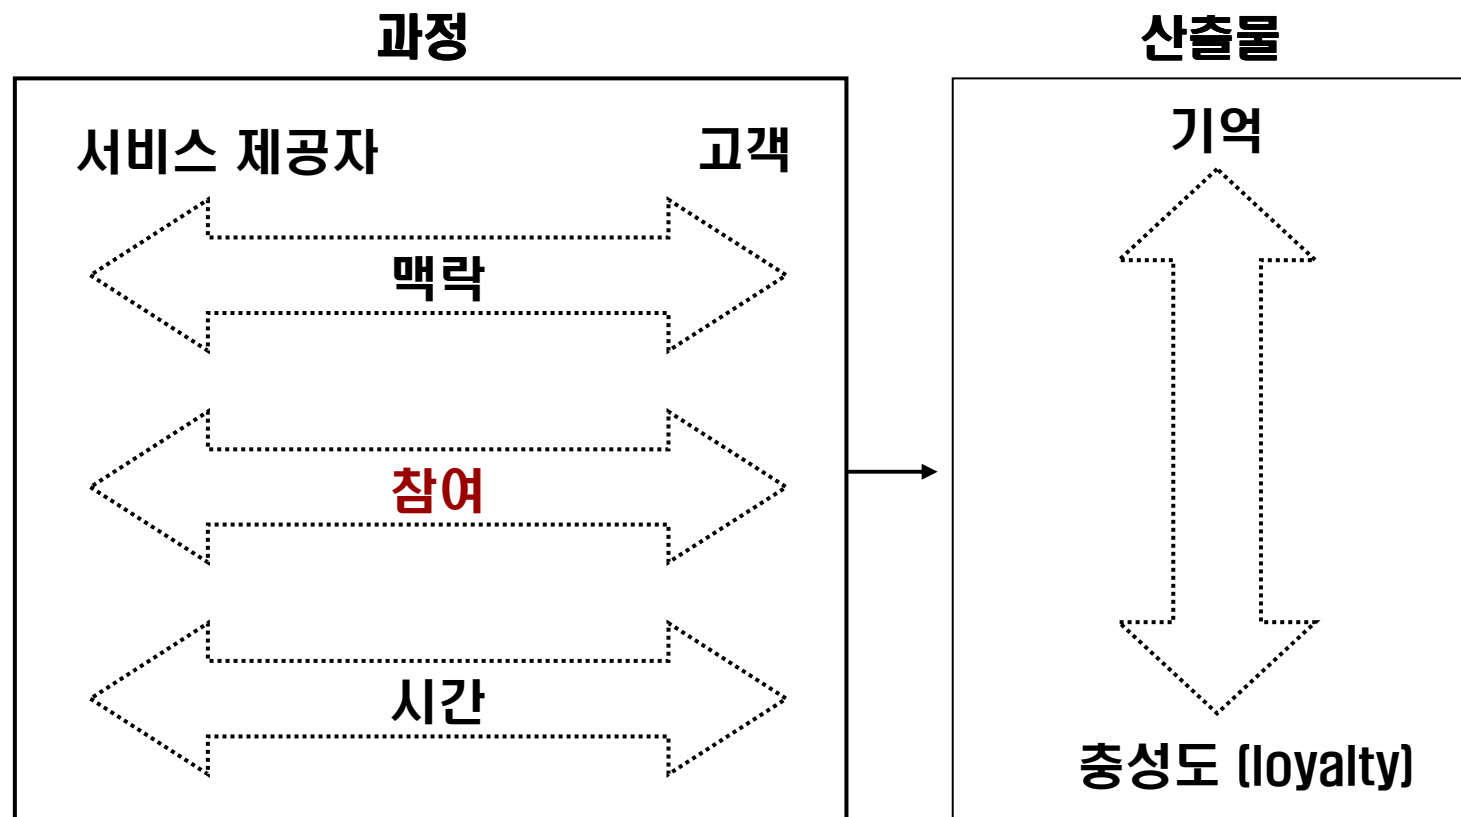 과정
산출물
서비스 제공자
고객
기억
맥락
참여
시간
충성도 (loyalty)